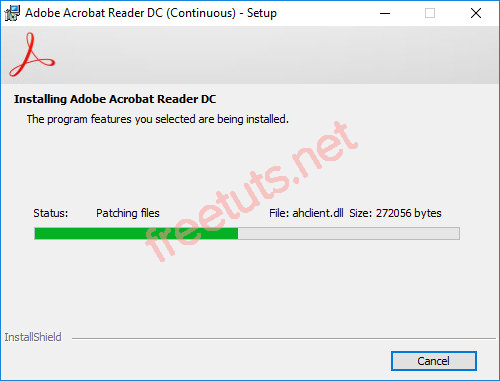 Adobe Acrobat Reader DC (Continuous) - Setup
Installing Adobe Acrobat Reader DC
The program features you selected are being installed.
freetuts.net
Status: Patching files File: ahclient.dll Size: 272056 bytes
InstallShield
Cancel